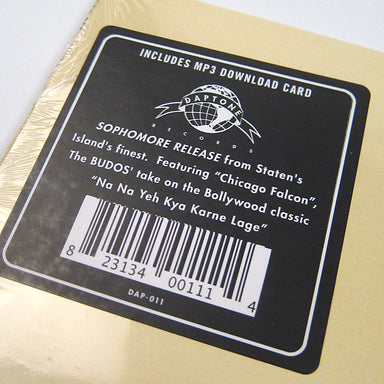 INCLUDES MP3 DOWNLOAD CARD
DAPTONE
RECORDS
SOPHOMORE RELEASE from Staten's
Island's finest. Featuring "Chicago Falcon",
The BUDOS' take on the Bollywood classic
"Na Na Yeh Kya Karne Lage"
8 23134 00111 4
DAP-011